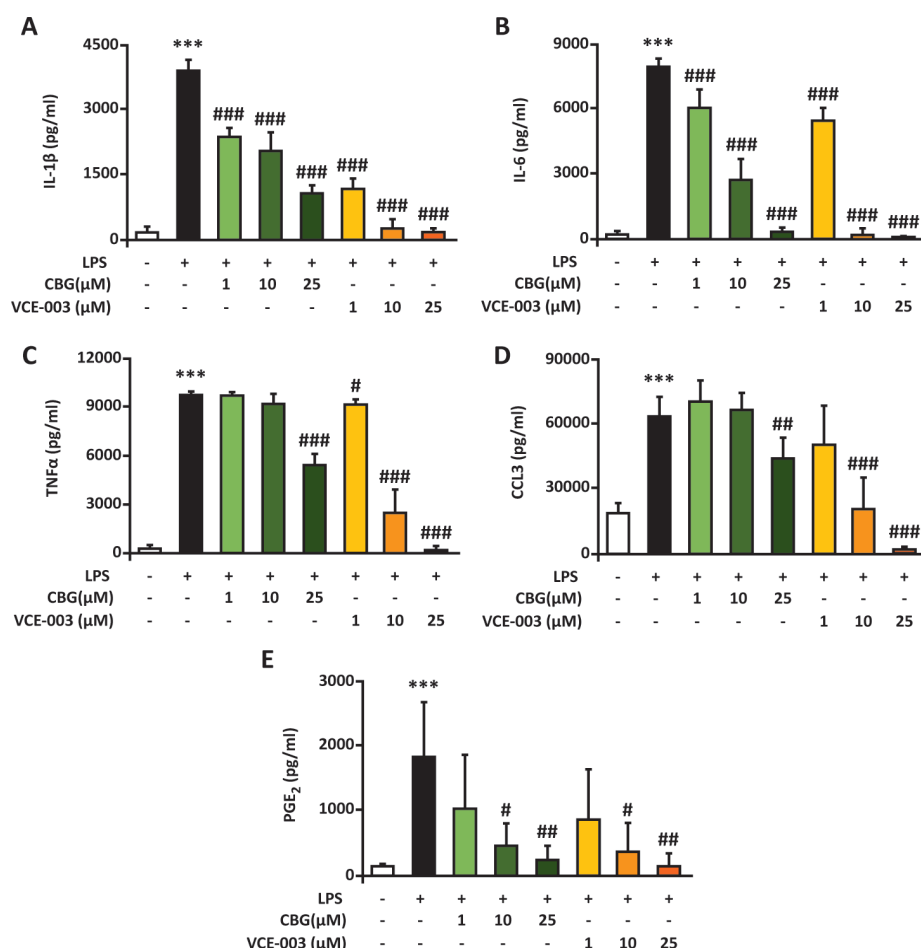 A
B
4500
3000
1500
0
IL-1β (pg/ml)
*** ### ### ### ### ### ###
LPS - + + + + + + +
CBG(µM) - - 1 10 25 - - -
VCE-003 (µM) - - - - - 1 10 25
9000
6000
3000
0
IL-6 (pg/ml)
*** ### ### ### ### ### ###
LPS - + + + + + + +
CBG(µM) - - 1 10 25 - - -
VCE-003 (µM) - - - - - 1 10 25
C
D
12000
9000
6000
3000
0
TNFα (pg/ml)
*** ### # ### ###
LPS - + + + + + + +
CBG(µM) - - 1 10 25 - - -
VCE-003 (µM) - - - - - 1 10 25
90000
60000
30000
0
CCL3 (pg/ml)
*** ## ### ###
LPS - + + + + + + +
CBG(µM) - - 1 10 25 - - -
VCE-003 (µM) - - - - - 1 10 25
E
3000
2000
1000
0
PGE2 (pg/ml)
*** # ## # ##
LPS - + + + + + + +
CBG(µM) - - 1 10 25 - - -
VCE-003 (µM) - - - - - 1 10 25